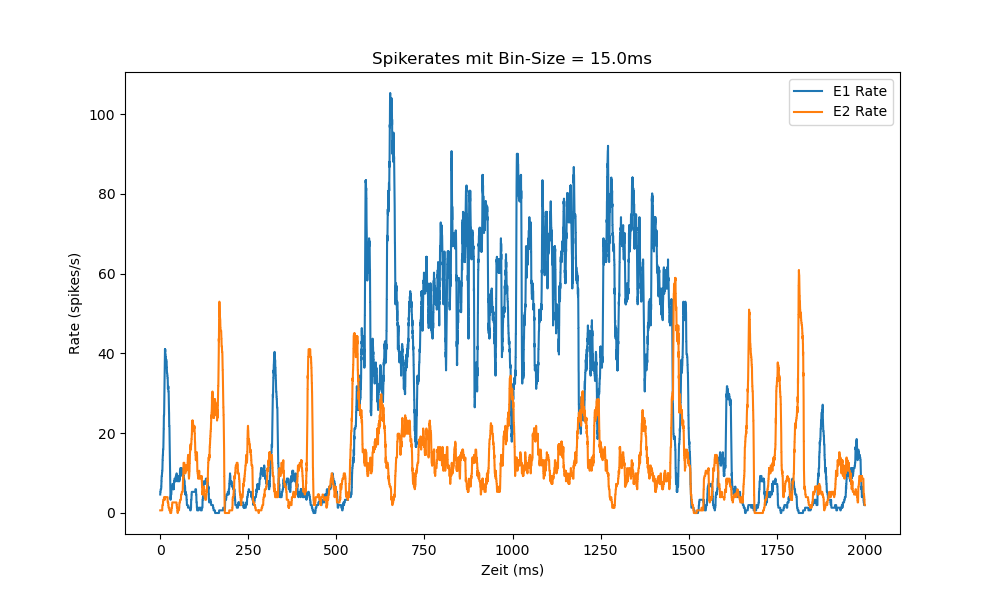 Spikerates mit Bin-Size = 15.0ms
E1 Rate
E2 Rate
Rate (spikes/s)
100
80
60
40
20
0
0 250 500 750 1000 1250 1500 1750 2000
Zeit (ms)